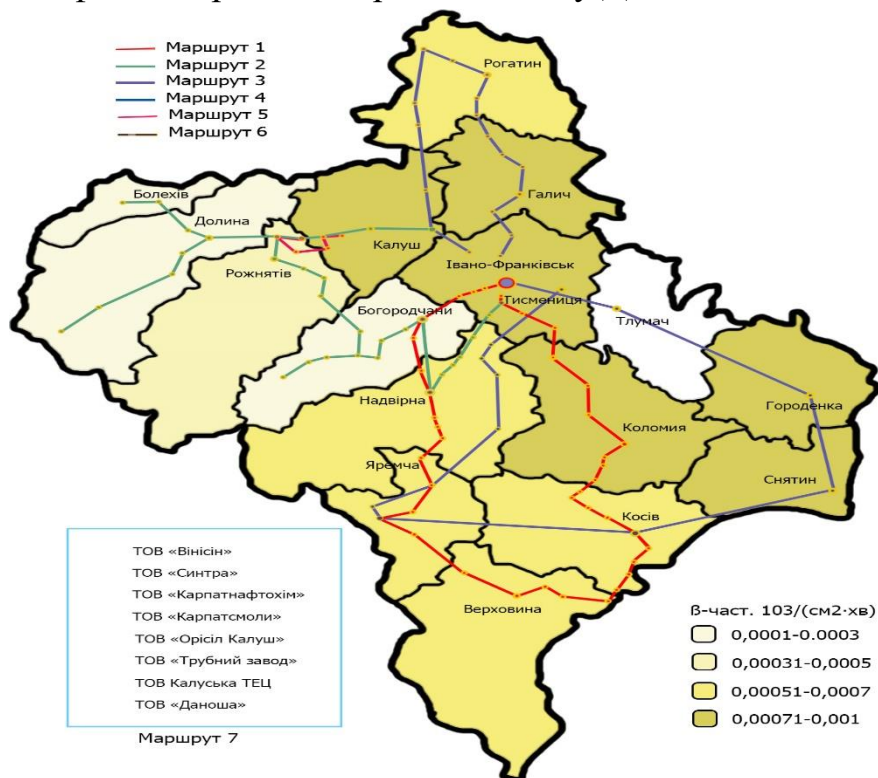 Маршрут 1
Маршрут 2
Маршрут 3
Маршрут 4
Маршрут 5
Маршрут 6
Рогатин
Болехів
Долина
Галич
Калуш
Рожнятів
Івано-Франківськ
Богородчани
Тисмениця
Тлумач
Надвірна
Городенка
Коломия
Яремча
Снятин
Косів
Верховина
ТОВ «Вінісін»
ТОВ «Синтра»
ТОВ «Карпатнафтохім»
ТОВ «Карпатсмоли»
ТОВ «Орісіл Калуш»
ТОВ «Трубний завод»
ТОВ Калуська ТЕЦ
ТОВ «Даноша»
Маршрут 7
ß-част. 103/(см2·хв)
0,0001-0.0003
0,00031-0,0005
0,00051-0,0007
0,00071-0,001